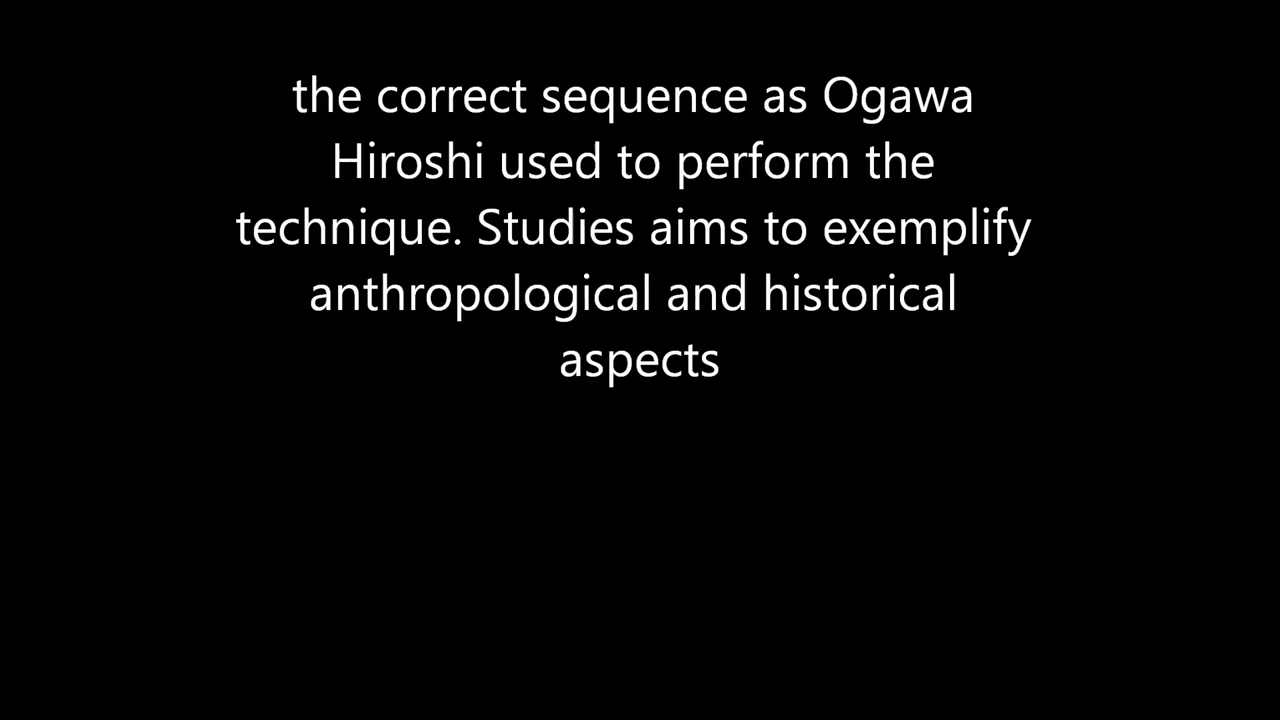 the correct sequence as Ogawa
Hiroshi used to perform the
technique. Studies aims to exemplify
anthropological and historical
aspects